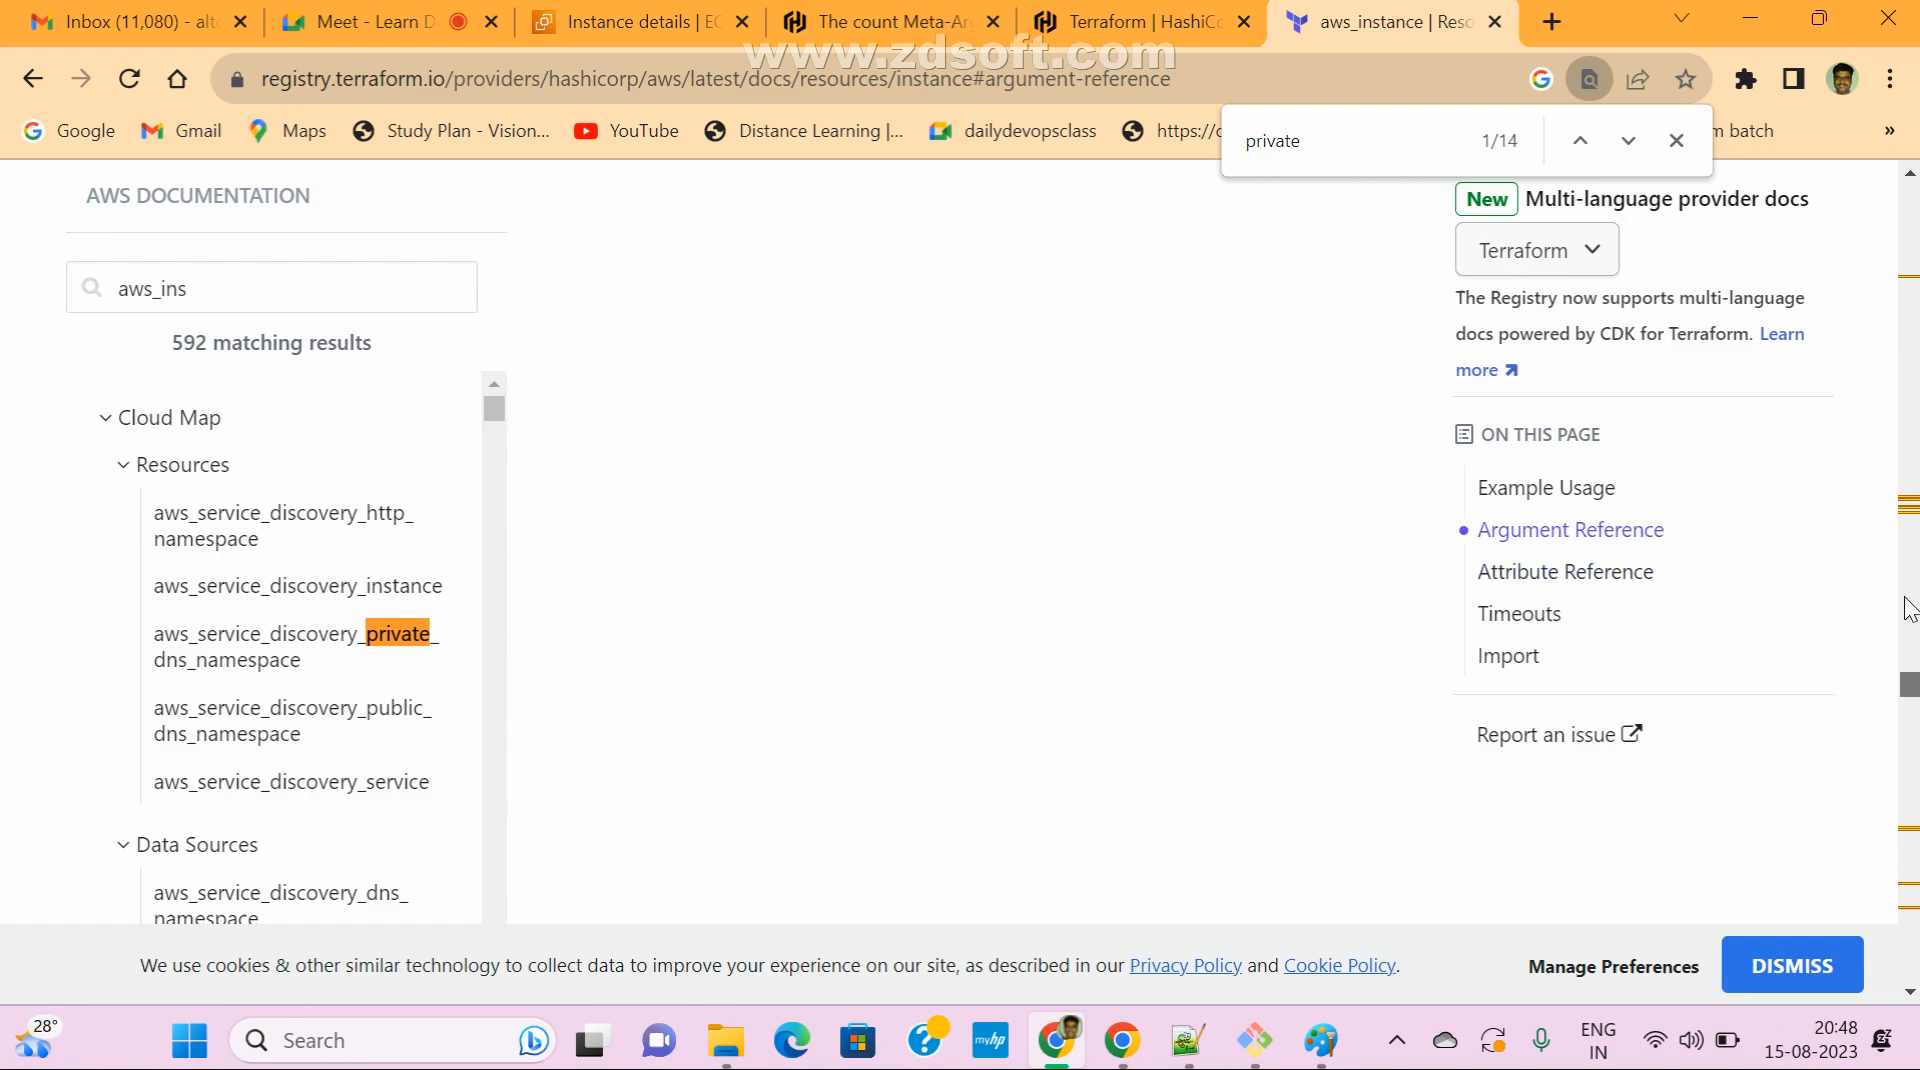 Inbox (11,080) - alto
Meet - Learn D
Instance details | EC
The count Meta-Ar
Terraform | HashiCo
aws_instance | Reso
www.zdsoft.com
registry.terraform.io/providers/hashicorp/aws/latest/docs/resources/instance#argument-reference
Google
Gmail
Maps
Study Plan - Vision...
YouTube
Distance Learning |...
dailydevopsclass
https://c
m batch
»
private
1/14
AWS DOCUMENTATION
aws_ins
592 matching results
Cloud Map
Resources
aws_service_discovery_http_
namespace
aws_service_discovery_instance
aws_service_discovery_private_
dns_namespace
aws_service_discovery_public_
dns_namespace
aws_service_discovery_service
Data Sources
aws_service_discovery_dns_
namespace
New Multi-language provider docs
Terraform
The Registry now supports multi-language
docs powered by CDK for Terraform. Learn
more
ON THIS PAGE
Example Usage
Argument Reference
Attribute Reference
Timeouts
Import
Report an issue
We use cookies & other similar technology to collect data to improve your experience on our site, as described in our Privacy Policy and Cookie Policy.
Manage Preferences
DISMISS
28°
Search
myhp
ENG
IN
20:48
15-08-2023